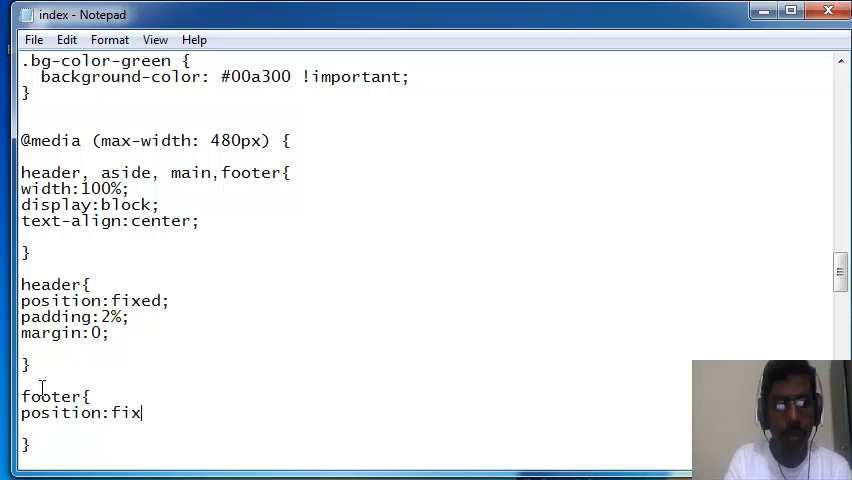 index - Notepad
File Edit Format View Help
.bg-color-green {
background-color: #00a300 !important;
}
@media (max-width: 480px) {
header, aside, main,footer{
width:100%;
display:block;
text-align:center;
}
header{
position:fixed;
padding:2%;
margin:0;
}
footer{
position:fix
}